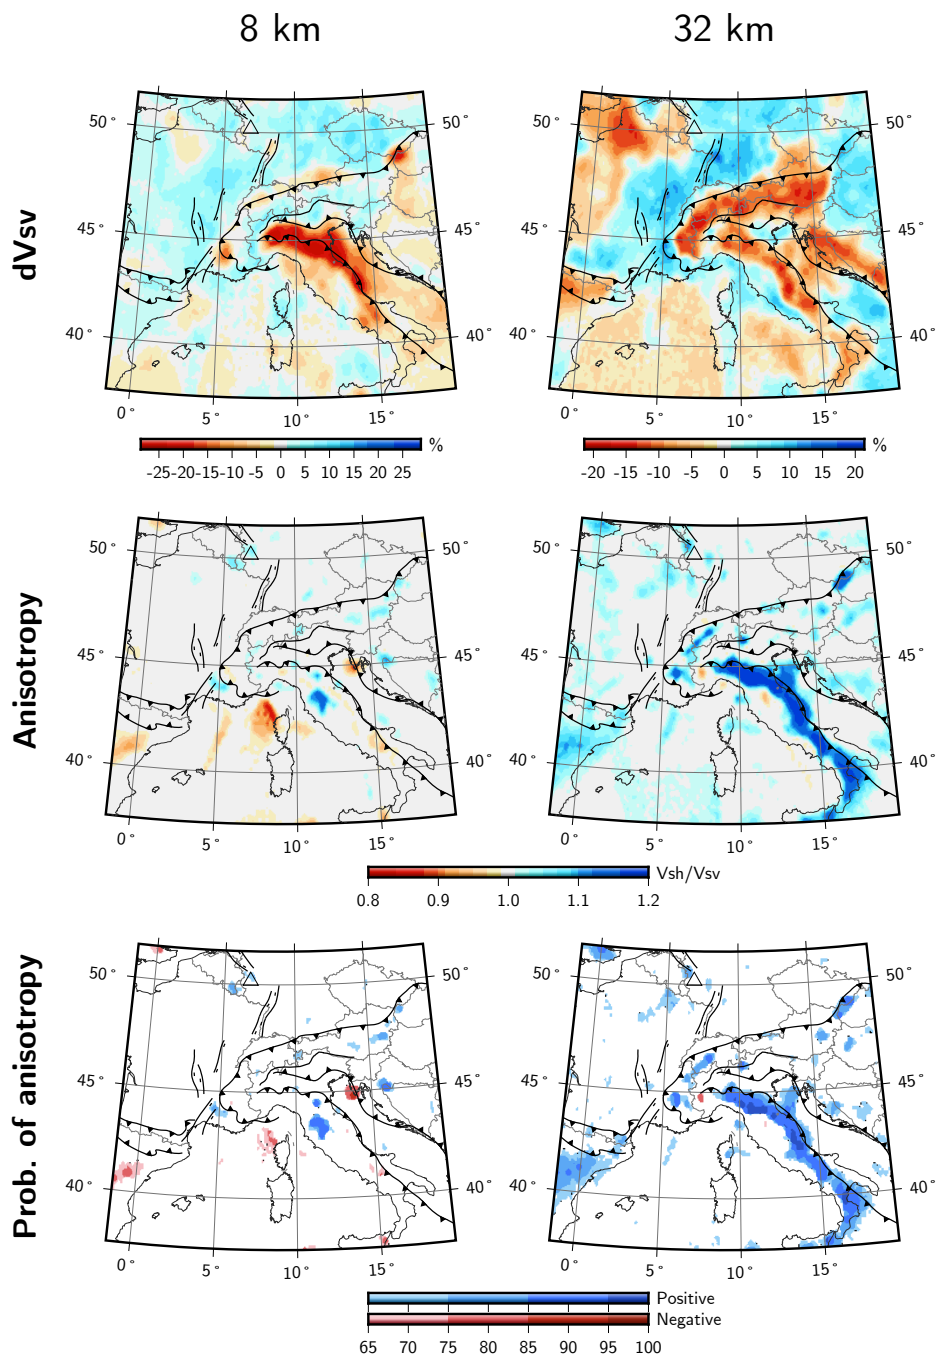 8 km 32 km
dVsv
50° 50° 50° 50°
45° 45° 45° 45°
40° 40° 40° 40°
0° 5° 10° 15° 0° 5° 10° 15°
% %
-25 -20 -15 -10 -5 0 5 10 15 20 25 -20 -15 -10 -5 0 5 10 15 20
Anisotropy
50° 50° 50° 50°
45° 45° 45° 45°
40° 40° 40° 40°
0° 5° 10° 15° 0° 5° 10° 15°
Vsh/Vsv
0.8 0.9 1.0 1.1 1.2
Prob. of anisotropy
50° 50° 50° 50°
45° 45° 45° 45°
40° 40° 40° 40°
0° 5° 10° 15° 0° 5° 10° 15°
Positive
Negative
65 70 75 80 85 90 95 100